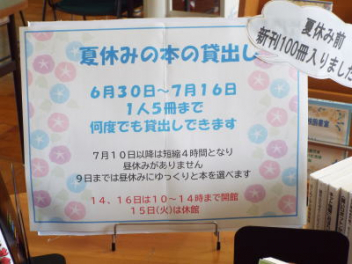 夏休みの本の貸出し
6月30日～7月16日
1人5冊まで
何度でも貸出しできます
7月10日以降は短縮4時間となり
昼休みがありません
9日までは昼休みにゆっくりと本を選べます
14、16日は10～14時まで開館
15日(火)は休館
夏休み前
新刊100冊入りました